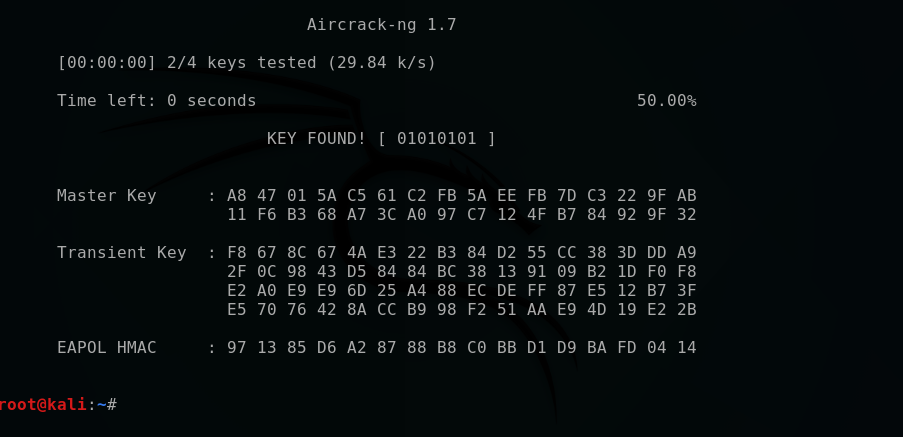 Aircrack-ng 1.7
[00:00:00] 2/4 keys tested (29.84 k/s)
Time left: 0 seconds 50.00%
KEY FOUND! [ 01010101 ]
Master Key : A8 47 01 5A C5 61 C2 FB 5A EE FB 7D C3 22 9F AB
11 F6 B3 68 A7 3C A0 97 C7 12 4F B7 84 92 9F 32
Transient Key : F8 67 8C 67 4A E3 22 B3 84 D2 55 CC 38 3D DD A9
2F 0C 98 43 D5 84 84 BC 38 13 91 09 B2 1D F0 F8
E2 A0 E9 E9 6D 25 A4 88 EC DE FF 87 E5 12 B7 3F
E5 70 76 42 8A CC B9 98 F2 51 AA E9 4D 19 E2 2B
EAPOL HMAC : 97 13 85 D6 A2 87 88 B8 C0 BB D1 D9 BA FD 04 14
root@kali:~#